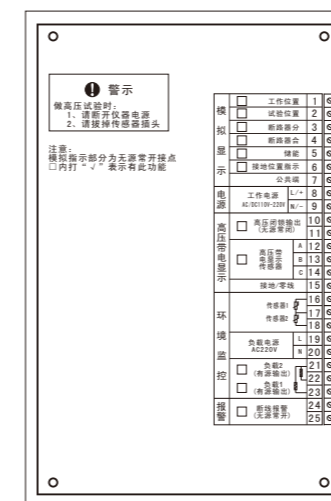 警示
做高压试验时：
1、请断开仪器电源
2、请拔掉传感器插头
注意：
模拟指示部分为无源常开接点
□内打“√”表示有此功能
模拟显示
工作位置 1
试验位置 2
断路器分 3
断路器合 4
储能 5
接地位置指示 6
公共端 7
电源
工作电源
AC/DC110V-220V
L/+ 8
N/- 9
高压带电显示
高压闭锁输出
(无源常闭)
10
11
高压带
电显示
传感器
A 12
B 13
C 14
接地/零线 15
环境监控
传感器1
传感器2
16
17
18
负载电源
AC220V
L 19
N 20
负载2
(有源输出)
负载1
(有源输出)
21
22
23
报警
断线报警
(无源常开)
24
25